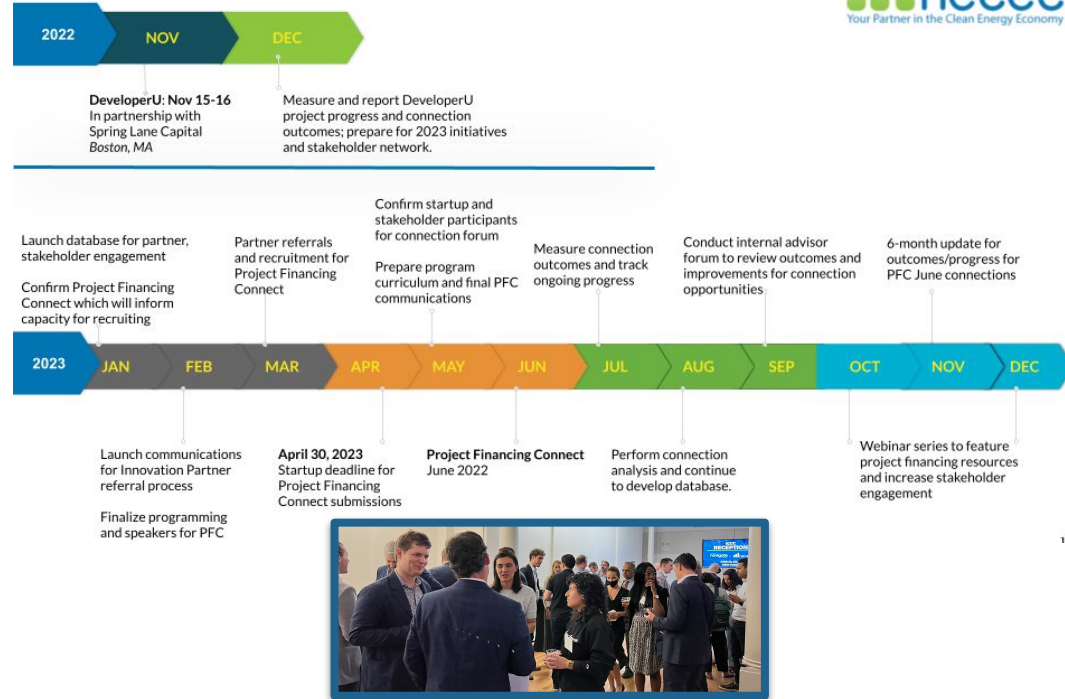 Your Partner in the Clean Energy Economy
2022
NOV
DEC
DeveloperU: Nov 15-16
In partnership with
Spring Lane Capital
Boston, MA
Measure and report DeveloperU
project progress and connection
outcomes; prepare for 2023 initiatives
and stakeholder network.
Launch database for partner,
stakeholder engagement
Confirm Project Financing
Connect which will inform
capacity for recruiting
Partner referrals
and recruitment for
Project Financing
Connect
Confirm startup and
stakeholder participants
for connection forum
Prepare program
curriculum and final PFC
communications
Measure connection
outcomes and track
ongoing progress
Conduct internal advisor
forum to review outcomes and
improvements for connection
opportunities
6-month update for
outcomes/progress for
PFC June connections
2023
JAN
FEB
MAR
APR
MAY
JUN
JUL
AUG
SEP
OCT
NOV
DEC
Launch communications
for Innovation Partner
referral process
Finalize programming
and speakers for PFC
April 30, 2023
Startup deadline for
Project Financing
Connect submissions
Project Financing Connect
June 2022
Perform connection
analysis and continue
to develop database.
Webinar series to feature
project financing resources
and increase stakeholder
engagement
RECEPTION